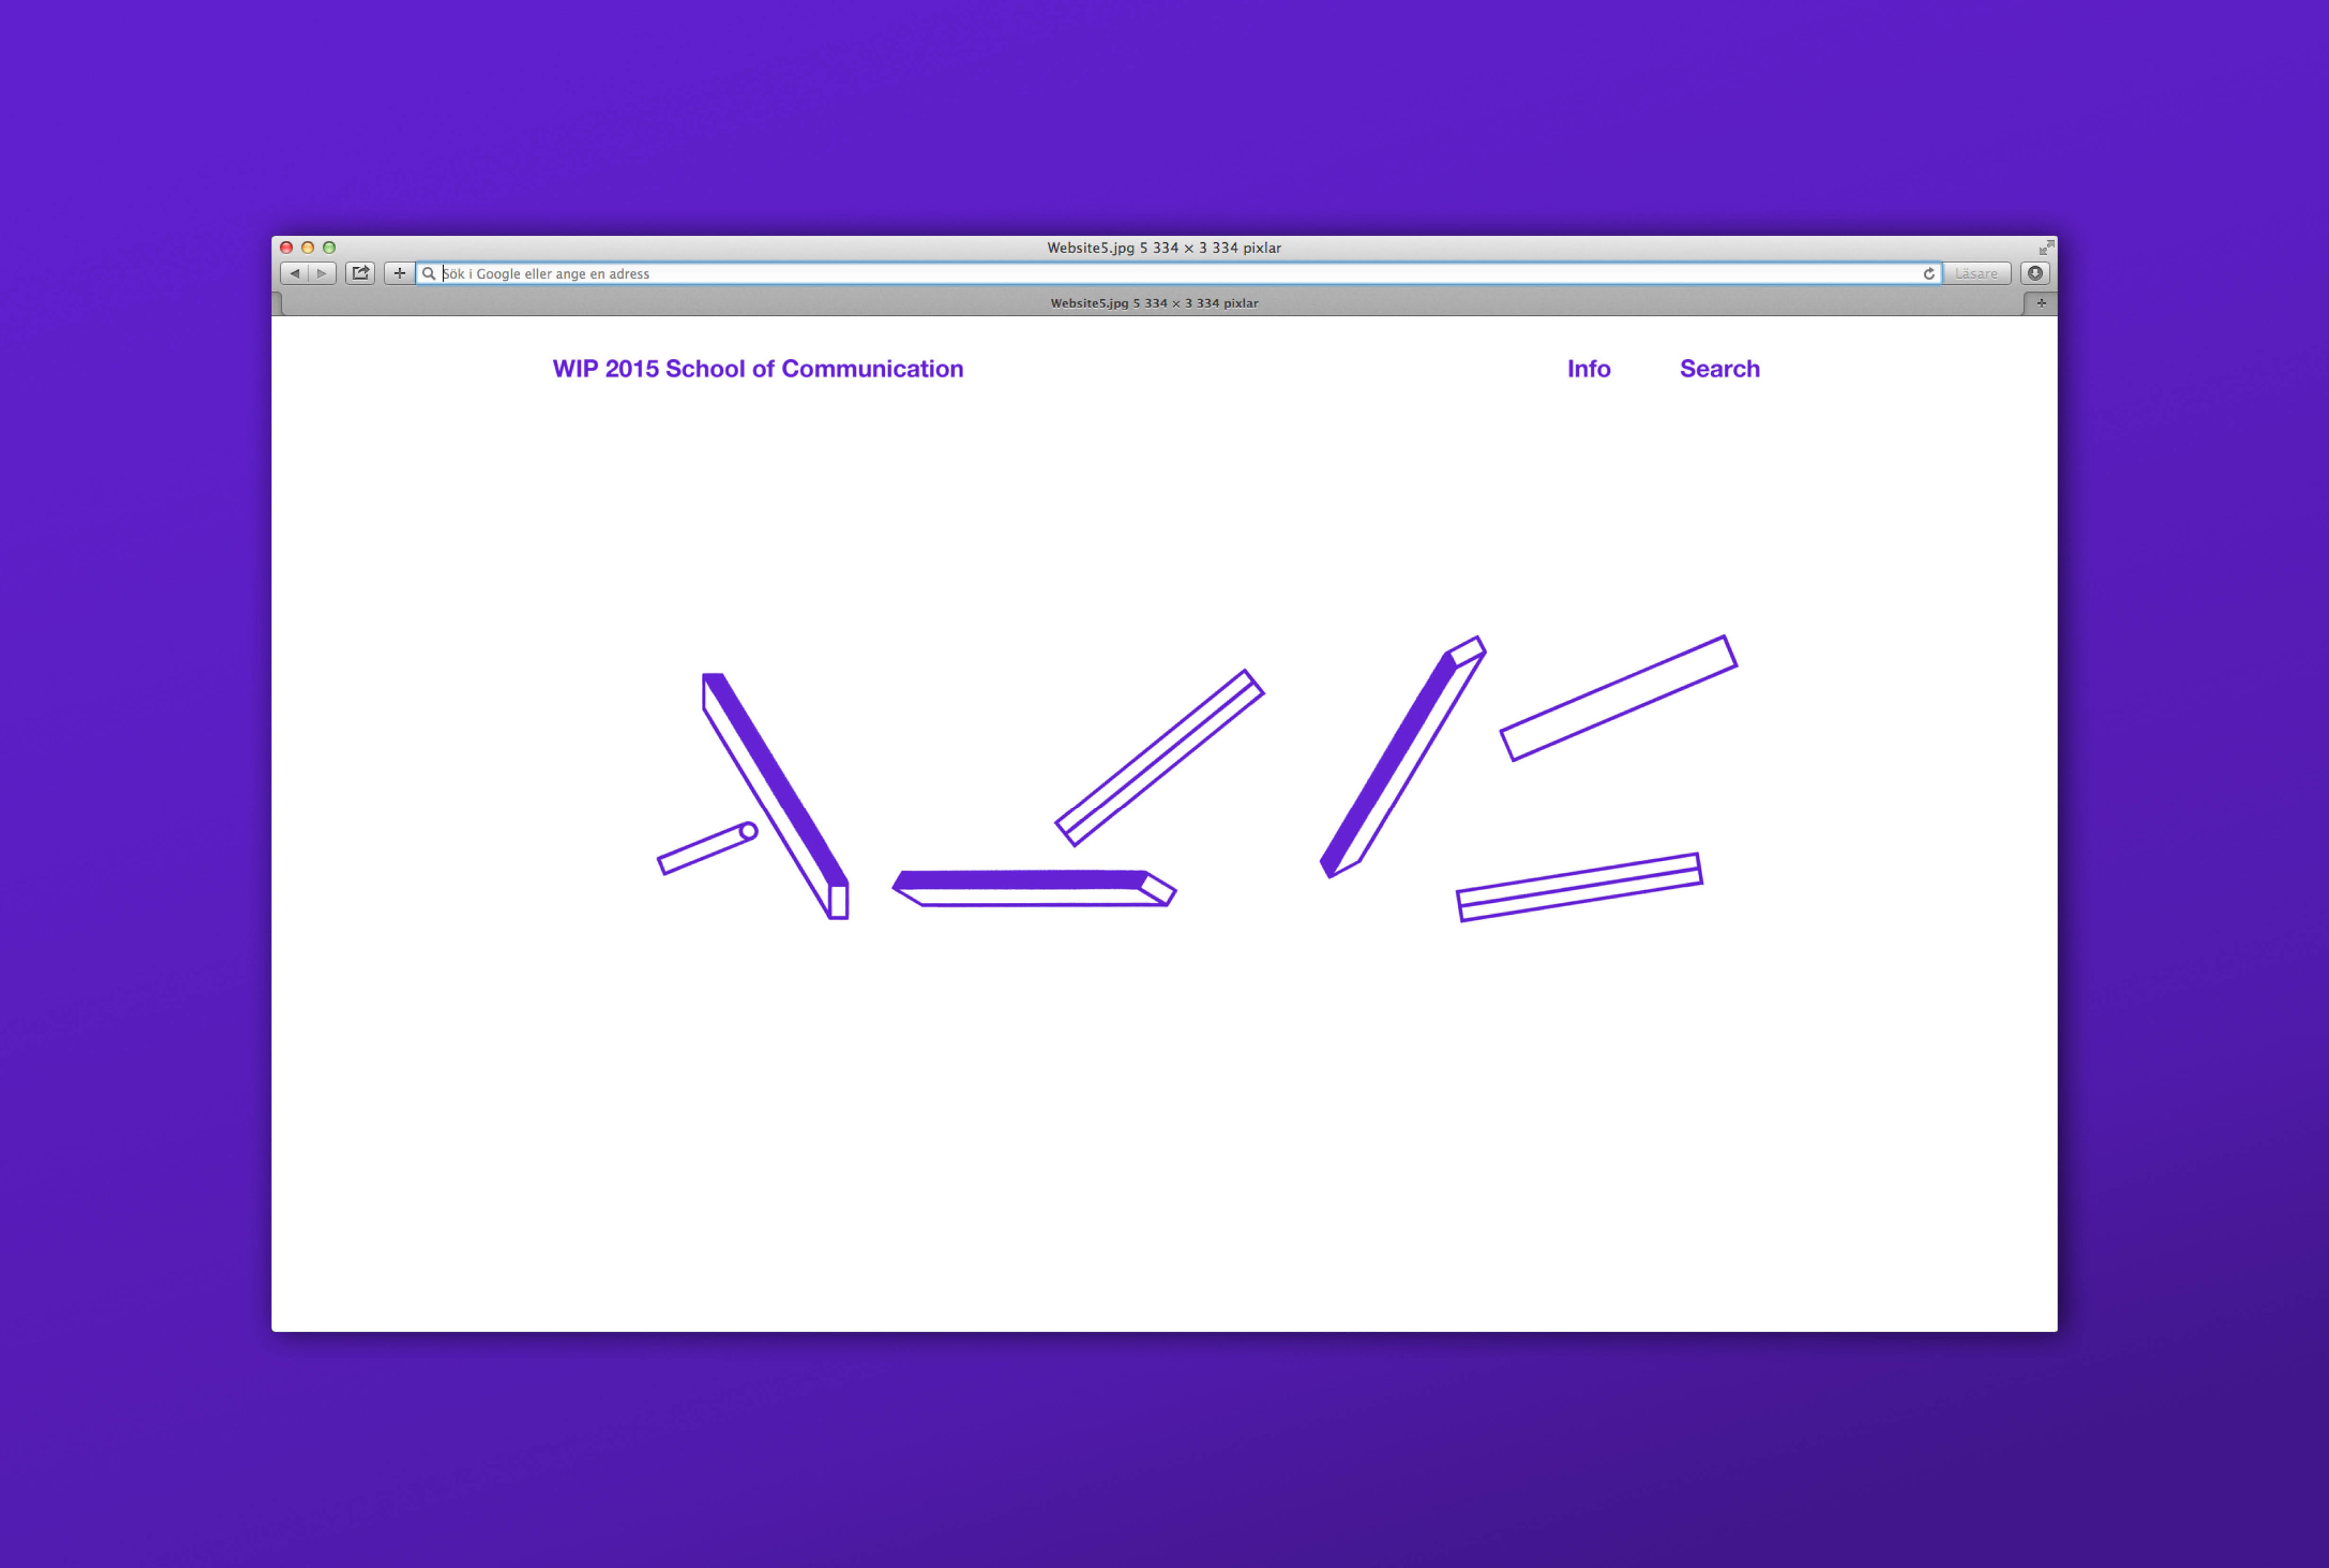 Website5.jpg 5 334 × 3 334 pixlar
Sök i Google eller ange en adress
Läsare
Website5.jpg 5 334 × 3 334 pixlar
WIP 2015 School of Communication
Info
Search